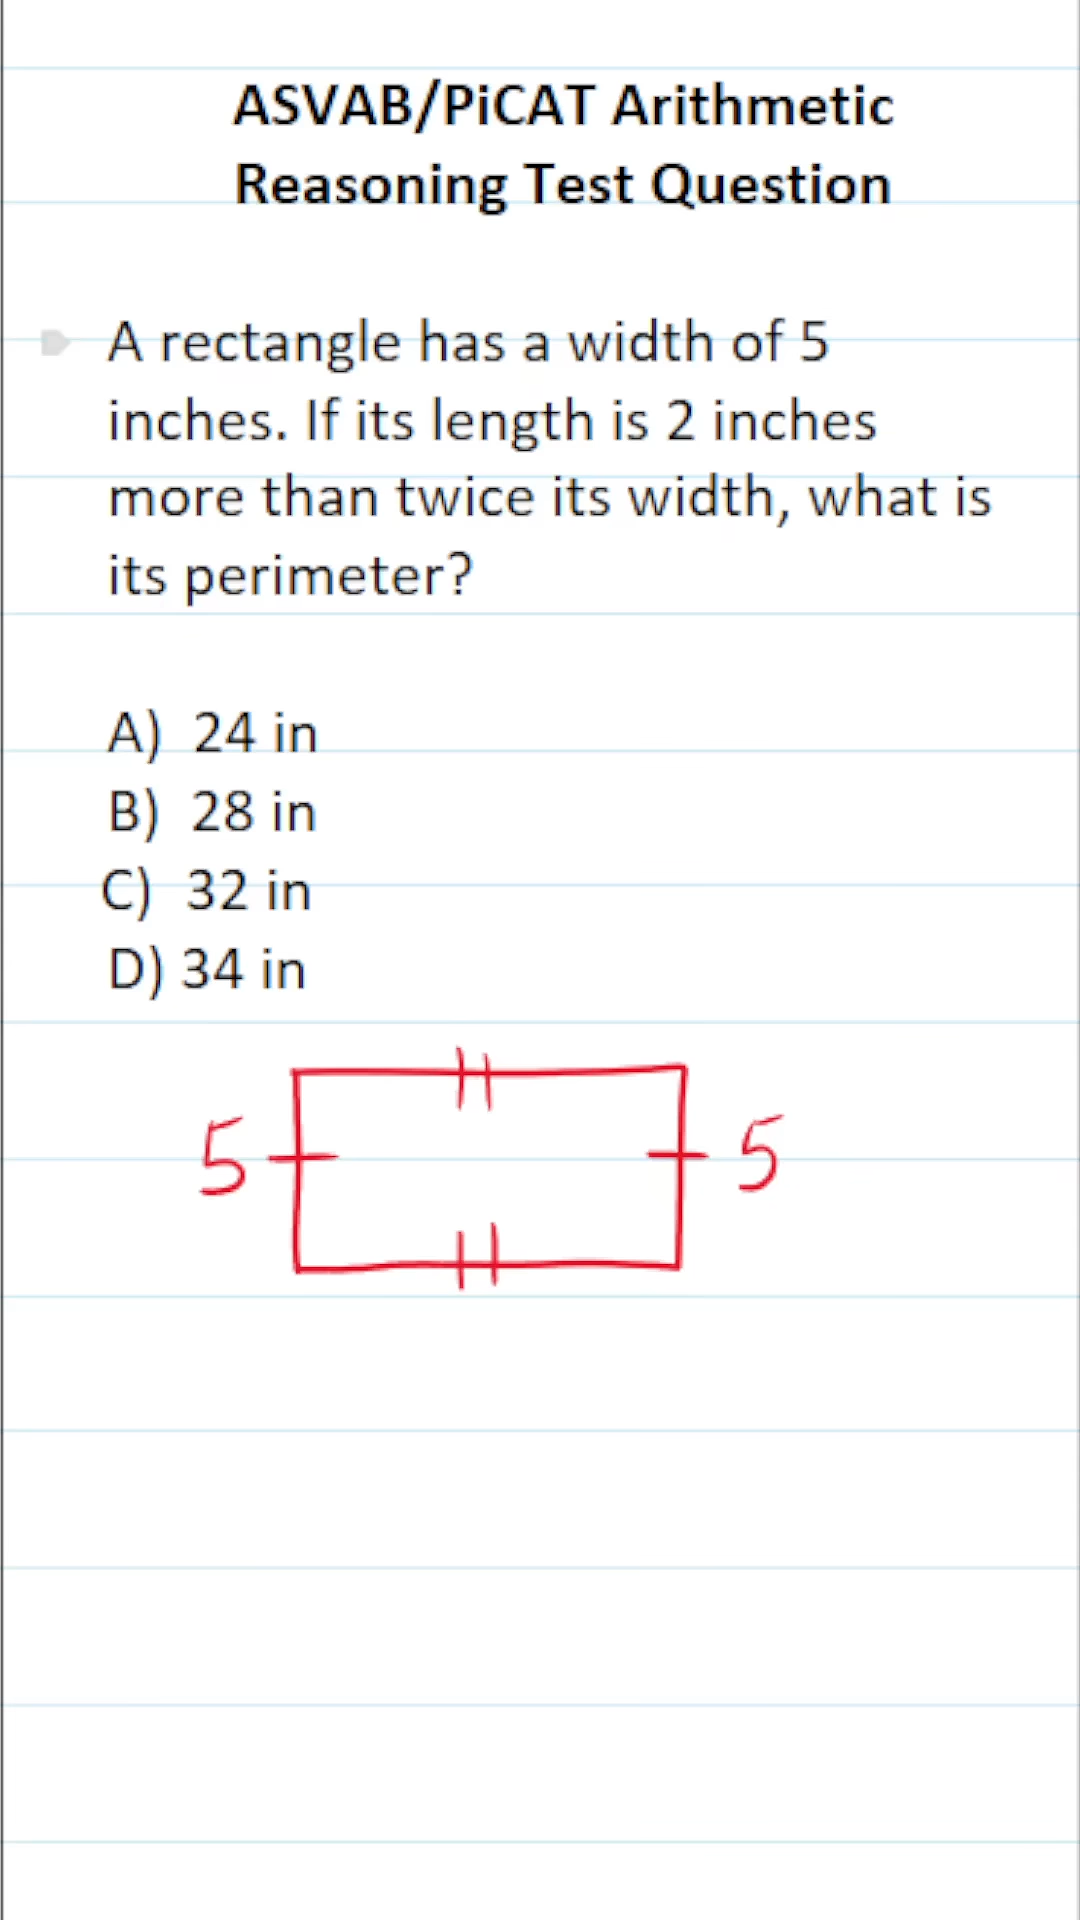 ASVAB/PiCAT Arithmetic
Reasoning Test Question
A rectangle has a width of 5
inches. If its length is 2 inches
more than twice its width, what is
its perimeter?
A) 24 in
B) 28 in
C) 32 in
D) 34 in
5 5